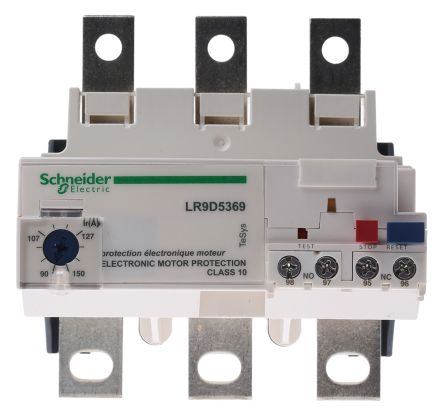 Schneider
Electric
LR9D5369
TeSys
Ir(A)
107
127
90
150
protection électronique moteur
ELECTRONIC MOTOR PROTECTION
CLASS 10
TEST
STOP
RESET
98
NO
97
95
NC
96